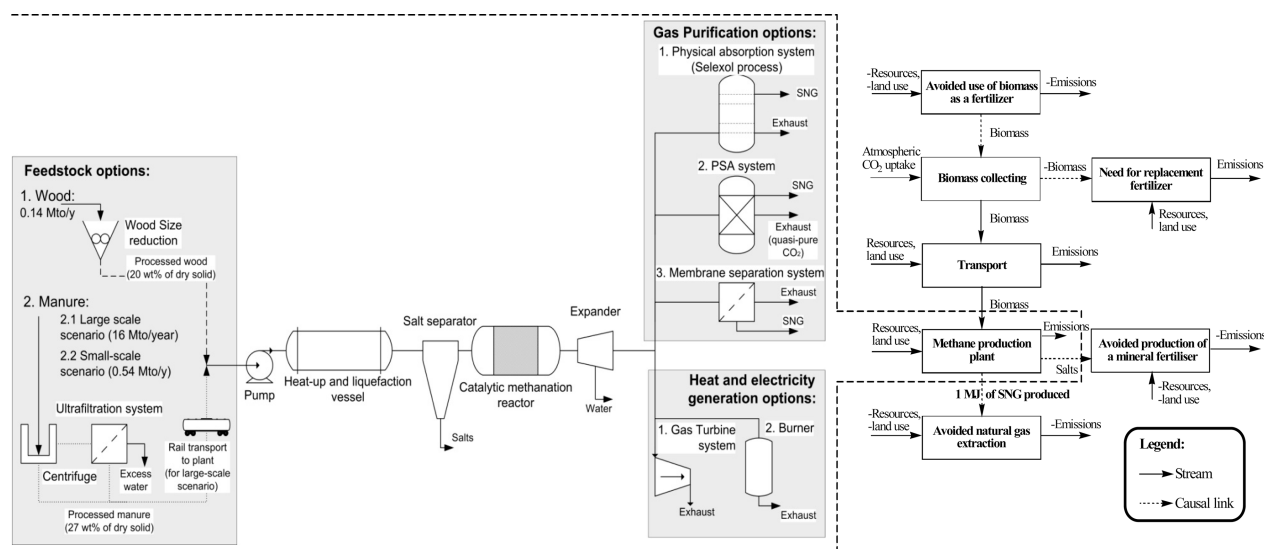 Feedstock options:
1. Wood:
0.14 Mto/y
Wood Size
reduction
Processed wood
(20 wt% of dry solid)
2. Manure:
2.1 Large scale
scenario (16 Mto/year)
2.2 Small-scale
scenario (0.54 Mto/y)
Ultrafiltration system
Centrifuge
Excess
water
Rail transport
to plant
(for large-scale
scenario)
Processed manure
(27 wt% of dry solid)
Pump
Heat-up and liquefaction
vessel
Salt separator
Salts
Catalytic methanation
reactor
Expander
Water
Gas Purification options:
1. Physical absorption system
(Selexol process)
SNG
Exhaust
2. PSA system
SNG
Exhaust
(quasi-pure
CO₂)
3. Membrane separation system
Exhaust
SNG
Heat and electricity
generation options:
1. Gas Turbine
system
2. Burner
Exhaust
Exhaust
-Resources,
-land use
Avoided use of biomass
as a fertilizer
-Emissions
Biomass
Atmospheric
CO₂ uptake
Biomass collecting
-Biomass
Need for replacement
fertilizer
Emissions
Resources,
land use
Biomass
Resources,
land use
Transport
Emissions
Biomass
Resources,
land use
Methane production
plant
Emissions
Salts
Avoided production of
a mineral fertiliser
-Emissions
-Resources,
-land use
1 MJ of SNG produced
-Resources,
-land use
Avoided natural gas
extraction
-Emissions
Legend:
Stream
Causal link